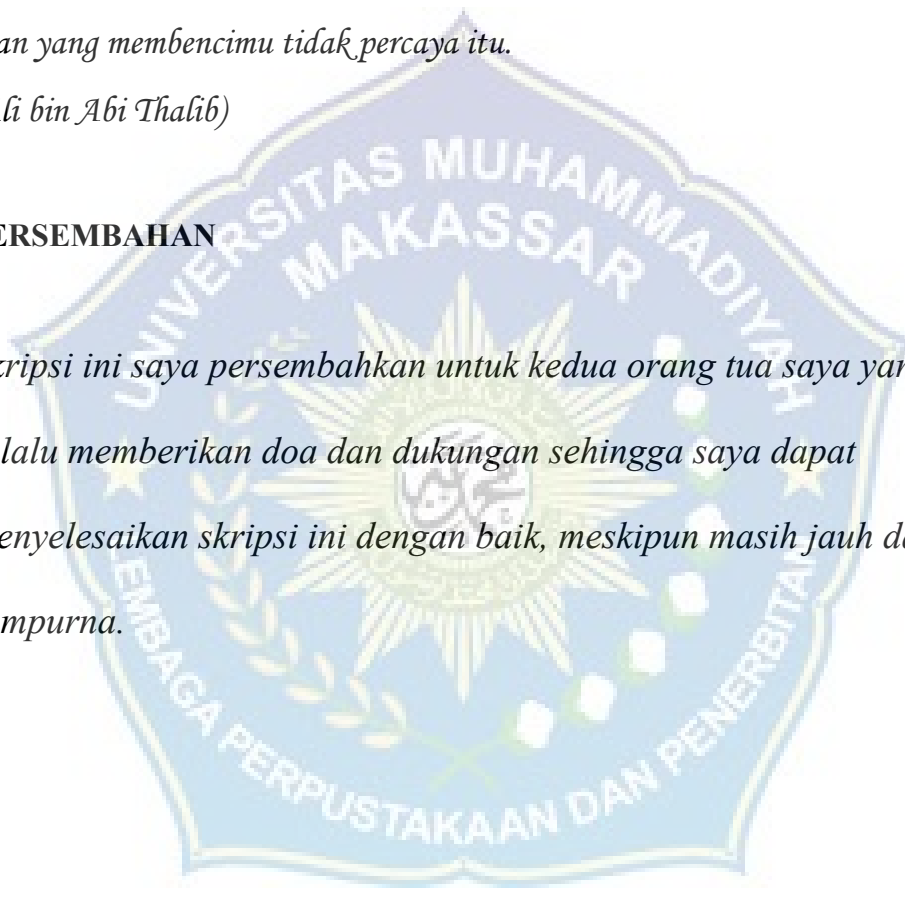 an yang membencimu tidak percaya itu.
li bin Abi Thalib)
ERSEMBAHAN
kripsi ini saya persembahkan untuk kedua orang tua saya yan
lalu memberikan doa dan dukungan sehingga saya dapat
enyelesaikan skripsi ini dengan baik, meskipun masih jauh da
mpurna.
UNIVERSITAS MUHAMMADIYAH
MAKASSAR
LEMBAGA PERPUSTAKAAN DAN PENERBITAN